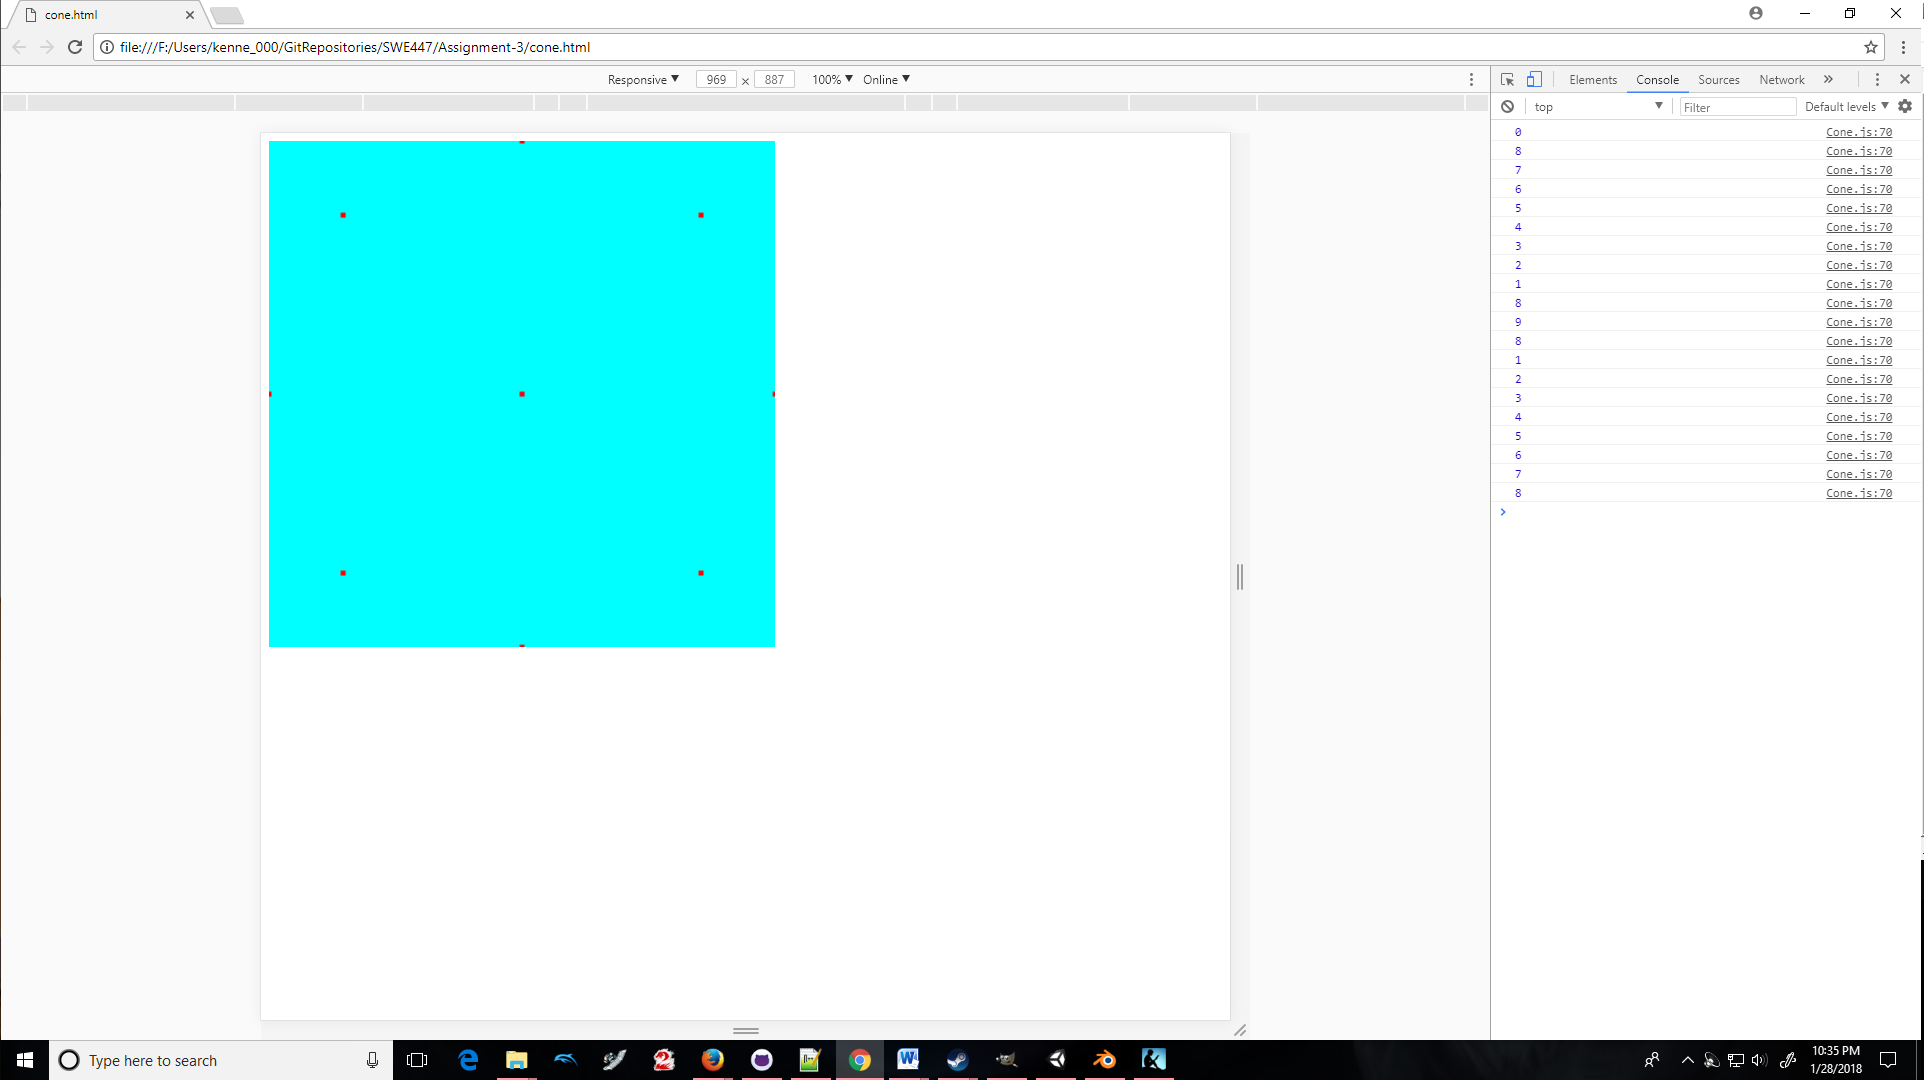 cone.html
file:///F:/Users/kenne_000/GitRepositories/SWE447/Assignment-3/cone.html
Responsive 969 x 887 100% Online
Elements Console Sources Network
top Filter Default levels
0 Cone.js:70
8 Cone.js:70
7 Cone.js:70
6 Cone.js:70
5 Cone.js:70
4 Cone.js:70
3 Cone.js:70
2 Cone.js:70
1 Cone.js:70
8 Cone.js:70
9 Cone.js:70
8 Cone.js:70
1 Cone.js:70
2 Cone.js:70
3 Cone.js:70
4 Cone.js:70
5 Cone.js:70
6 Cone.js:70
7 Cone.js:70
8 Cone.js:70
Type here to search
10:35 PM
1/28/2018